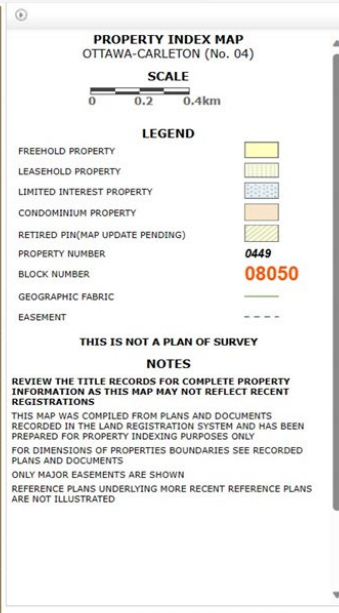 PROPERTY INDEX MAP
OTTAWA-CARLETON (No. 04)
SCALE
0 0.2 0.4km
LEGEND
FREEHOLD PROPERTY
LEASEHOLD PROPERTY
LIMITED INTEREST PROPERTY
CONDOMINIUM PROPERTY
RETIRED PIN(MAP UPDATE PENDING)
PROPERTY NUMBER 0449
BLOCK NUMBER 08050
GEOGRAPHIC FABRIC
EASEMENT
THIS IS NOT A PLAN OF SURVEY
NOTES
REVIEW THE TITLE RECORDS FOR COMPLETE PROPERTY
INFORMATION AS THIS MAP MAY NOT REFLECT RECENT
REGISTRATIONS
THIS MAP WAS COMPILED FROM PLANS AND DOCUMENTS
RECORDED IN THE LAND REGISTRATION SYSTEM AND HAS BEEN
PREPARED FOR PROPERTY INDEXING PURPOSES ONLY
FOR DIMENSIONS OF PROPERTIES BOUNDARIES SEE RECORDED
PLANS AND DOCUMENTS
ONLY MAJOR EASEMENTS ARE SHOWN
REFERENCE PLANS UNDERLYING MORE RECENT REFERENCE PLANS
ARE NOT ILLUSTRATED